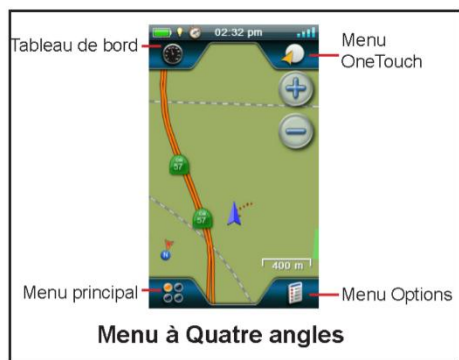 02:32 pm
Tableau de bord
Menu
OneTouch
57
57
N
400 m
Menu principal
Menu Options
Menu à Quatre angles